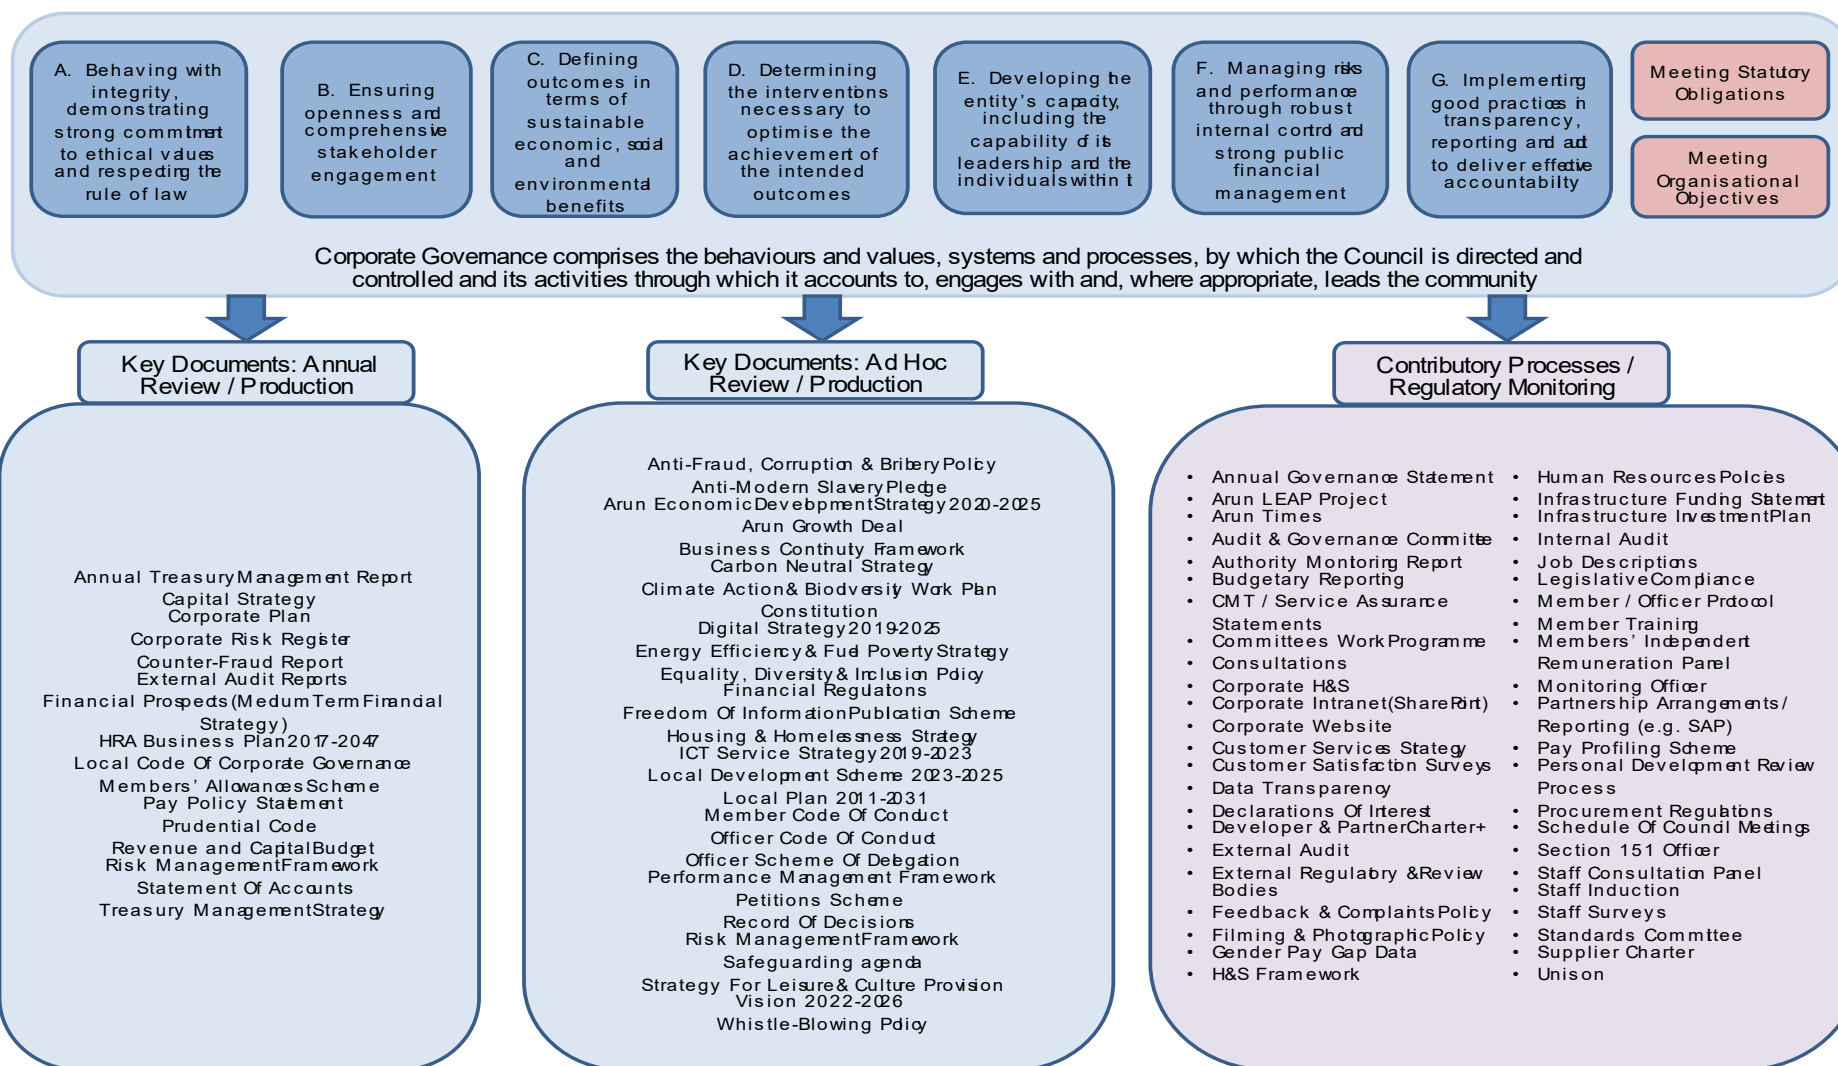 A. Behaving with
integrity,
demonstrating
strong commitment
to ethical values
and respecting the
rule of law
B. Ensuring
openness and
comprehensive
stakeholder
engagement
C. Defining
outcomes in
terms of
sustainable
economic, social
and
environmental
benefits
D. Determining
the interventions
necessary to
optimise the
achievement of
the intended
outcomes
E. Developing the
entity's capacity,
including the
capability of its
leadership and the
individuals within it
F. Managing risks
and performance
through robust
internal control and
strong public
financial
management
G. Implementing
good practices in
transparency,
reporting and audit
to deliver effective
accountability
Meeting Statutory
Obligations
Meeting
Organisational
Objectives
Corporate Governance comprises the behaviours and values, systems and processes, by which the Council is directed and
controlled and its activities through which it accounts to, engages with and, where appropriate, leads the community
Key Documents: Annual
Review / Production
Annual Treasury Management Report
Capital Strategy
Corporate Plan
Corporate Risk Register
Counter-Fraud Report
External Audit Reports
Financial Prospects (Medium Term Financial
Strategy)
HRA Business Plan 2017-2047
Local Code Of Corporate Governance
Members' Allowances Scheme
Pay Policy Statement
Prudential Code
Revenue and Capital Budget
Risk Management Framework
Statement Of Accounts
Treasury Management Strategy
Key Documents: Ad Hoc
Review / Production
Anti-Fraud, Corruption & Bribery Policy
Anti-Modern Slavery Pledge
Arun Economic Development Strategy 2020-2025
Arun Growth Deal
Business Continuity Framework
Carbon Neutral Strategy
Climate Action & Biodiversity Work Plan
Constitution
Digital Strategy 2019-2025
Energy Efficiency & Fuel Poverty Strategy
Equality, Diversity & Inclusion Policy
Financial Regulations
Freedom Of Information Publication Scheme
Housing & Homelessness Strategy
ICT Service Strategy 2019-2023
Local Development Scheme 2023-2025
Local Plan 2011-2031
Member Code Of Conduct
Officer Code Of Conduct
Officer Scheme Of Delegation
Performance Management Framework
Petitions Scheme
Record Of Decisions
Risk Management Framework
Safeguarding agenda
Strategy For Leisure & Culture Provision
Vision 2022-2026
Whistle-Blowing Policy
Contributory Processes /
Regulatory Monitoring
• Annual Governance Statement
• Arun LEAP Project
• Arun Times
• Audit & Governance Committee
• Authority Monitoring Report
• Budgetary Reporting
• CMT / Service Assurance
Statements
• Committees Work Programme
• Consultations
• Corporate H&S
• Corporate Intranet (SharePoint)
• Corporate Website
• Customer Services Strategy
• Customer Satisfaction Surveys
• Data Transparency
• Declarations Of Interest
• Developer & Partner Charter+
• External Audit
• External Regulatory & Review
Bodies
• Feedback & Complaints Policy
• Filming & Photographic Policy
• Gender Pay Gap Data
• H&S Framework
• Human Resources Policies
• Infrastructure Funding Statement
• Infrastructure Investment Plan
• Internal Audit
• Job Descriptions
• Legislative Compliance
• Member / Officer Protocol
• Member Training
• Members' Independent
Remuneration Panel
• Monitoring Officer
• Partnership Arrangements /
Reporting (e.g. SAP)
• Pay Profiling Scheme
• Personal Development Review
Process
• Procurement Regulations
• Schedule Of Council Meetings
• Section 151 Officer
• Staff Consultation Panel
• Staff Induction
• Staff Surveys
• Standards Committee
• Supplier Charter
• Unison